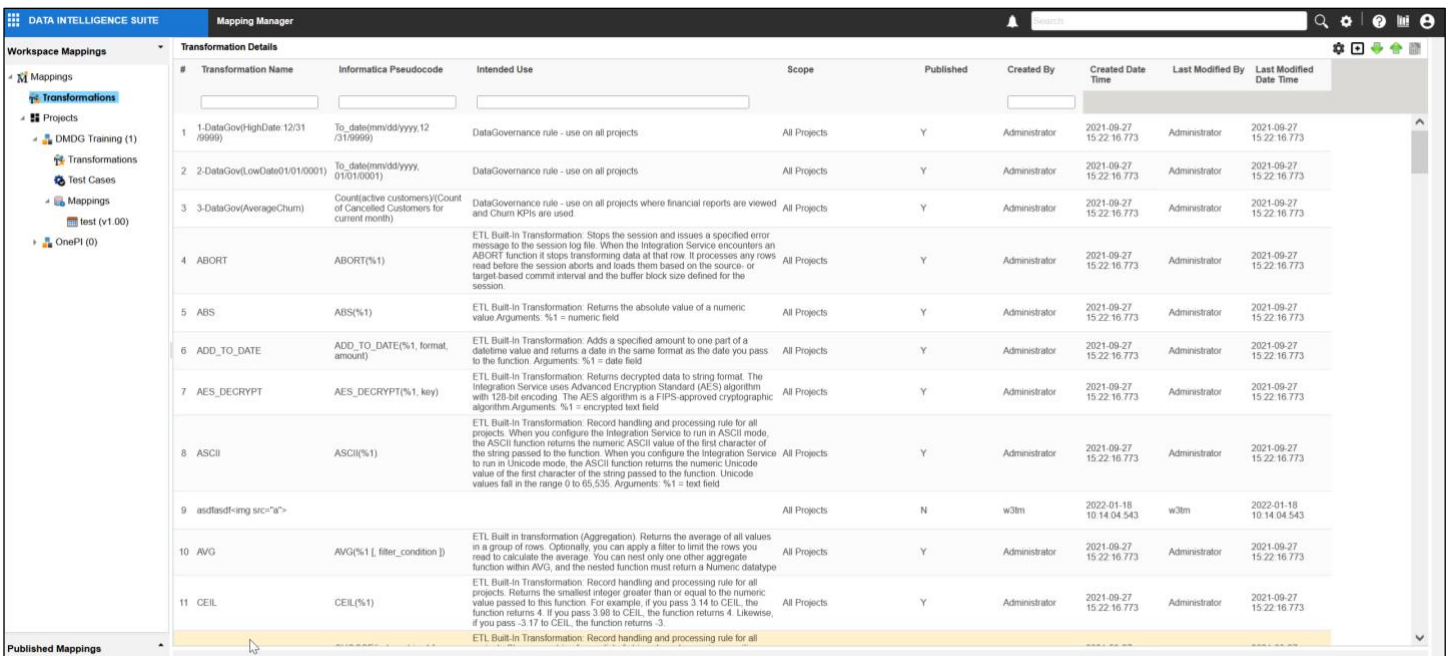 DATA INTELLIGENCE SUITE
Mapping Manager
Search
Workspace Mappings
Mappings
Transformations
Projects
DMDG Training (1)
Transformations
Test Cases
Mappings
test (v1.00)
OnePI (0)
Published Mappings
Transformation Details
# Transformation Name Informatica Pseudocode Intended Use Scope Published Created By Created Date Last Modified By Last Modified
Time Date Time
1 1-DataGov(HighDate:12/31 To_date(mm/dd/yyyy,12 DataGovernance rule - use on all projects All Projects Y Administrator 2021-09-27 Administrator 2021-09-27
/9999) /31/9999) 15:22:16.773 15:22:16.773
2 2-DataGov(LowDate01/01/0001) To_date(mm/dd/yyyy, DataGovernance rule - use on all projects All Projects Y Administrator 2021-09-27 Administrator 2021-09-27
01/01/0001) 15:22:16.773 15:22:16.773
3 3-DataGov(AverageChurn) Count(active customers)/(Count DataGovernance rule - use on all projects where financial reports are viewed All Projects Y Administrator 2021-09-27 Administrator 2021-09-27
of Cancelled Customers for and Churn KPIs are used. 15:22:16.773 15:22:16.773
current month)
ETL Built-In Transformation: Stops the session and issues a specified error
message to the session log file. When the Integration Service encounters an
4 ABORT ABORT(%1) ABORT function it stops transforming data at that row. It processes any rows All Projects Y Administrator 2021-09-27 Administrator 2021-09-27
read before the session aborts and loads them based on the source- or 15:22:16.773 15:22:16.773
target-based commit interval and the buffer block size defined for the
session.
5 ABS ABS(%1) ETL Built-In Transformation: Returns the absolute value of a numeric All Projects Y Administrator 2021-09-27 Administrator 2021-09-27
value.Arguments: %1 = numeric field 15:22:16.773 15:22:16.773
6 ADD_TO_DATE ADD_TO_DATE(%1, format, ETL Built-In Transformation: Adds a specified amount to one part of a All Projects Y Administrator 2021-09-27 Administrator 2021-09-27
amount) datetime value and returns a date in the same format as the date you pass 15:22:16.773 15:22:16.773
to the function. Arguments: %1 = date field
ETL Built-In Transformation: Returns decrypted data to string format. The
7 AES_DECRYPT AES_DECRYPT(%1, key) Integration Service uses Advanced Encryption Standard (AES) algorithm All Projects Y Administrator 2021-09-27 Administrator 2021-09-27
with 128-bit encoding. The AES algorithm is a FIPS-approved cryptographic 15:22:16.773 15:22:16.773
algorithm.Arguments: %1 = encrypted text field
ETL Built-In Transformation: Record handling and processing rule for all
projects. When you configure the Integration Service to run in ASCII mode,
the ASCII function returns the numeric ASCII value of the first character of
8 ASCII ASCII(%1) the string passed to the function. When you configure the Integration Service All Projects Y Administrator 2021-09-27 Administrator 2021-09-27
to run in Unicode mode, the ASCII function returns the numeric Unicode 15:22:16.773 15:22:16.773
value of the first character of the string passed to the function. Unicode
values fall in the range 0 to 65,535. Arguments: %1 = text field
9 asdfasdf<img src="a"> All Projects N w3tm 2022-01-18 w3tm 2022-01-18
10:14:04.543 10:14:04.543
ETL Built in transformation (Aggregation). Returns the average of all values
10 AVG AVG(%1 [, filter_condition ]) in a group of rows. Optionally, you can apply a filter to limit the rows you All Projects Y Administrator 2021-09-27 Administrator 2021-09-27
read to calculate the average. You can nest only one other aggregate 15:22:16.773 15:22:16.773
function within AVG, and the nested function must return a Numeric datatype
ETL Built-In Transformation: Record handling and processing rule for all
projects. Returns the smallest integer greater than or equal to the numeric
11 CEIL CEIL(%1) value passed to this function. For example, if you pass 3.14 to CEIL, the All Projects Y Administrator 2021-09-27 Administrator 2021-09-27
function returns 4. If you pass 3.98 to CEIL, the function returns 4. Likewise, 15:22:16.773 15:22:16.773
if you pass -3.17 to CEIL, the function returns -3.
ETL Built-In Transformation: Record handling and processing rule for all